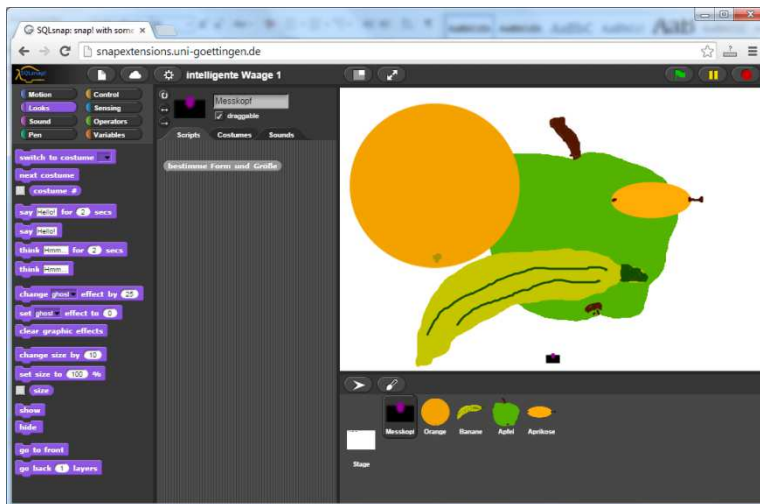 SQLsnap: snap! with some
snapextensions.uni-goettingen.de
intelligente Waage 1
Motion
Control
Looks
Sensing
Sound
Operators
Pen
Variables
switch to costume
next costume
costume #
say Hello! for 2 secs
say Hello!
think Hmm... for 2 secs
think Hmm...
change ghost effect by 25
set ghost effect to 0
clear graphic effects
change size by 10
set size to 100 %
size
show
hide
go to front
go back 1 layers
Messkopf
draggable
Scripts Costumes Sounds
bestimme Form und Größe
Messkopf Orange Banane Apfel Aprikose
Stage